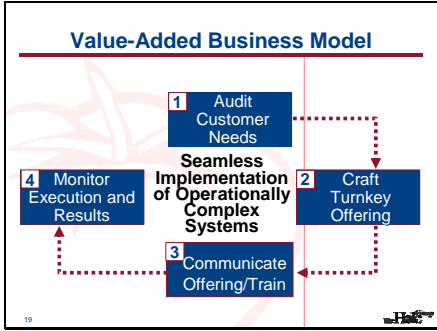 Value-Added Business Model
1
Audit
Customer
Needs
Seamless
Implementation
of Operationally
Complex
Systems
2
Craft
Turnkey
Offering
3
Communicate
Offering/Train
4
Monitor
Execution and
Results
19